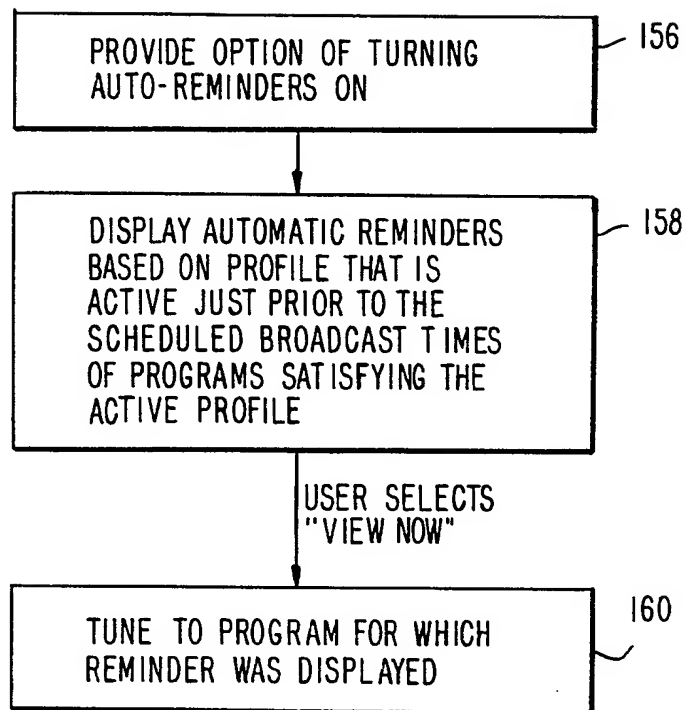 PROVIDE OPTION OF TURNING
AUTO-REMINDERS ON
156
DISPLAY AUTOMATIC REMINDERS
BASED ON PROFILE THAT IS
ACTIVE JUST PRIOR TO THE
SCHEDULED BROADCAST TIMES
OF PROGRAMS SATISFYING THE
ACTIVE PROFILE
158
USER SELECTS
"VIEW NOW"
TUNE TO PROGRAM FOR WHICH
REMINDER WAS DISPLAYED
160